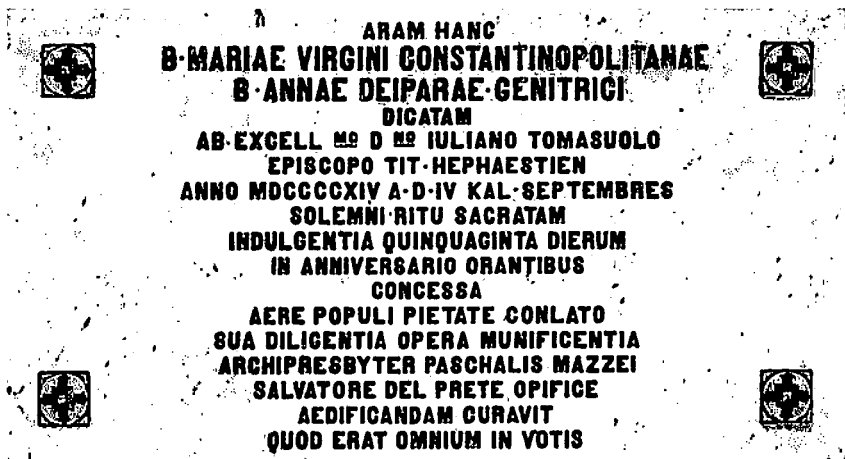 ARAM HANC
B·MARIAE VIRGINI CONSTANTINOPOLITANAE
B·ANNAE DEIPARAE·GENITRICI
DICATAM
AB·EXCELL MO D NO IULIANO TOMASUOLO
EPISCOPO TIT·HEPHAESTIEN
ANNO MDCCCCXIV A·D·IV KAL·SEPTEMBRES
SOLEMNI·RITU SACRATAM
INDULGENTIA QUINQUAGINTA DIERUM
IN ANNIVERSARIO ORANTIBUS
CONCESSA
AERE POPULI PIETATE CONLATO
SUA DILIGENTIA OPERA MUNIFICENTIA
ARCHIPRESBYTER PASCHALIS MAZZEI
SALVATORE DEL PRETE OPIFICE
AEDIFICANDAM CURAVIT
QUOD ERAT OMNIUM IN VOTIS